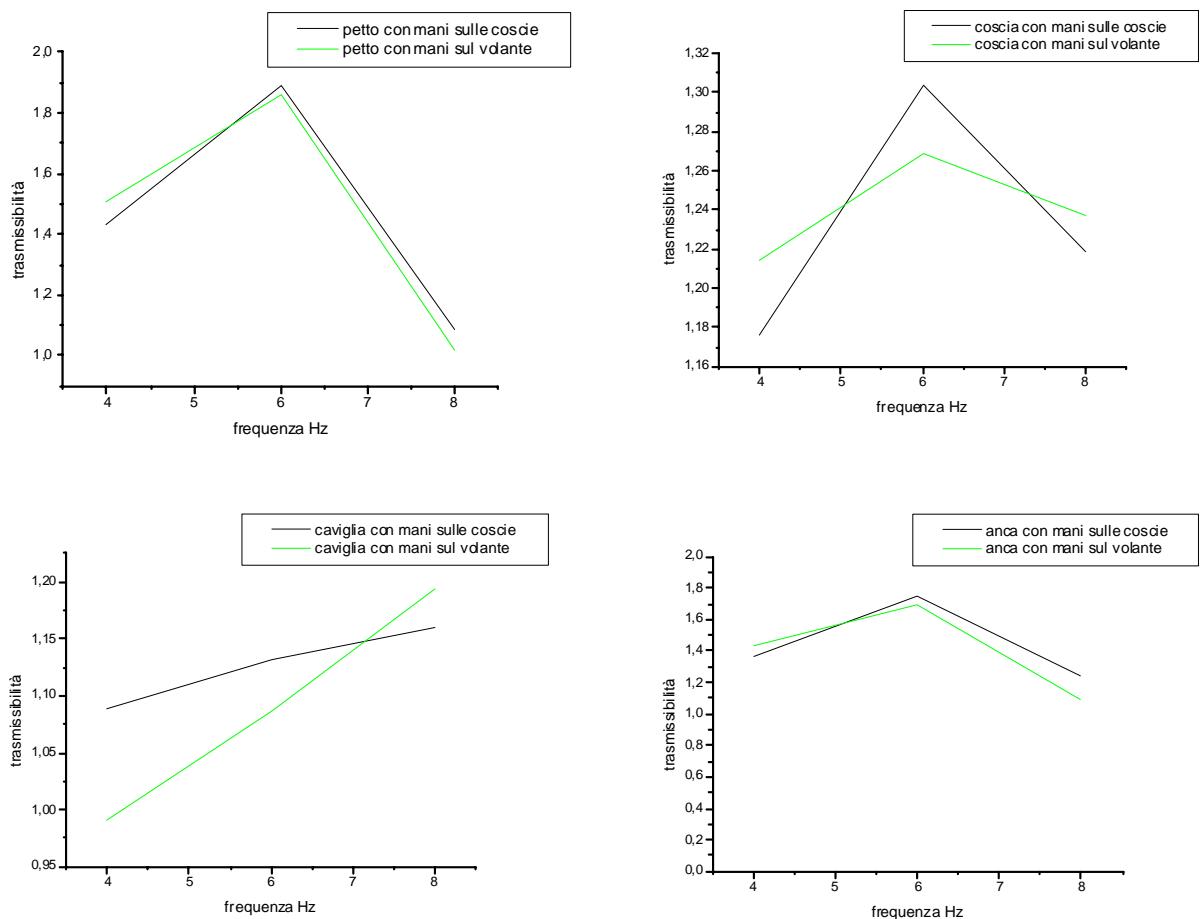 petto con mani sulle coscie
petto con mani sul volante
2,0
1,8
1,6
1,4
1,2
1,0
trasmissibilità
4 5 6 7 8
frequenza Hz
coscia con mani sulle coscie
coscia con mani sul volante
1,32
1,30
1,28
1,26
1,24
1,22
1,20
1,18
1,16
trasmissibilità
4 5 6 7 8
frequenza Hz
caviglia con mani sulle coscie
caviglia con mani sul volante
1,20
1,15
1,10
1,05
1,00
0,95
trasmissibilità
4 5 6 7 8
frequenza Hz
anca con mani sulle coscie
anca con mani sul volante
2,0
1,8
1,6
1,4
1,2
1,0
0,8
0,6
0,4
0,2
0,0
trasmissibilità
4 5 6 7 8
frequenza Hz